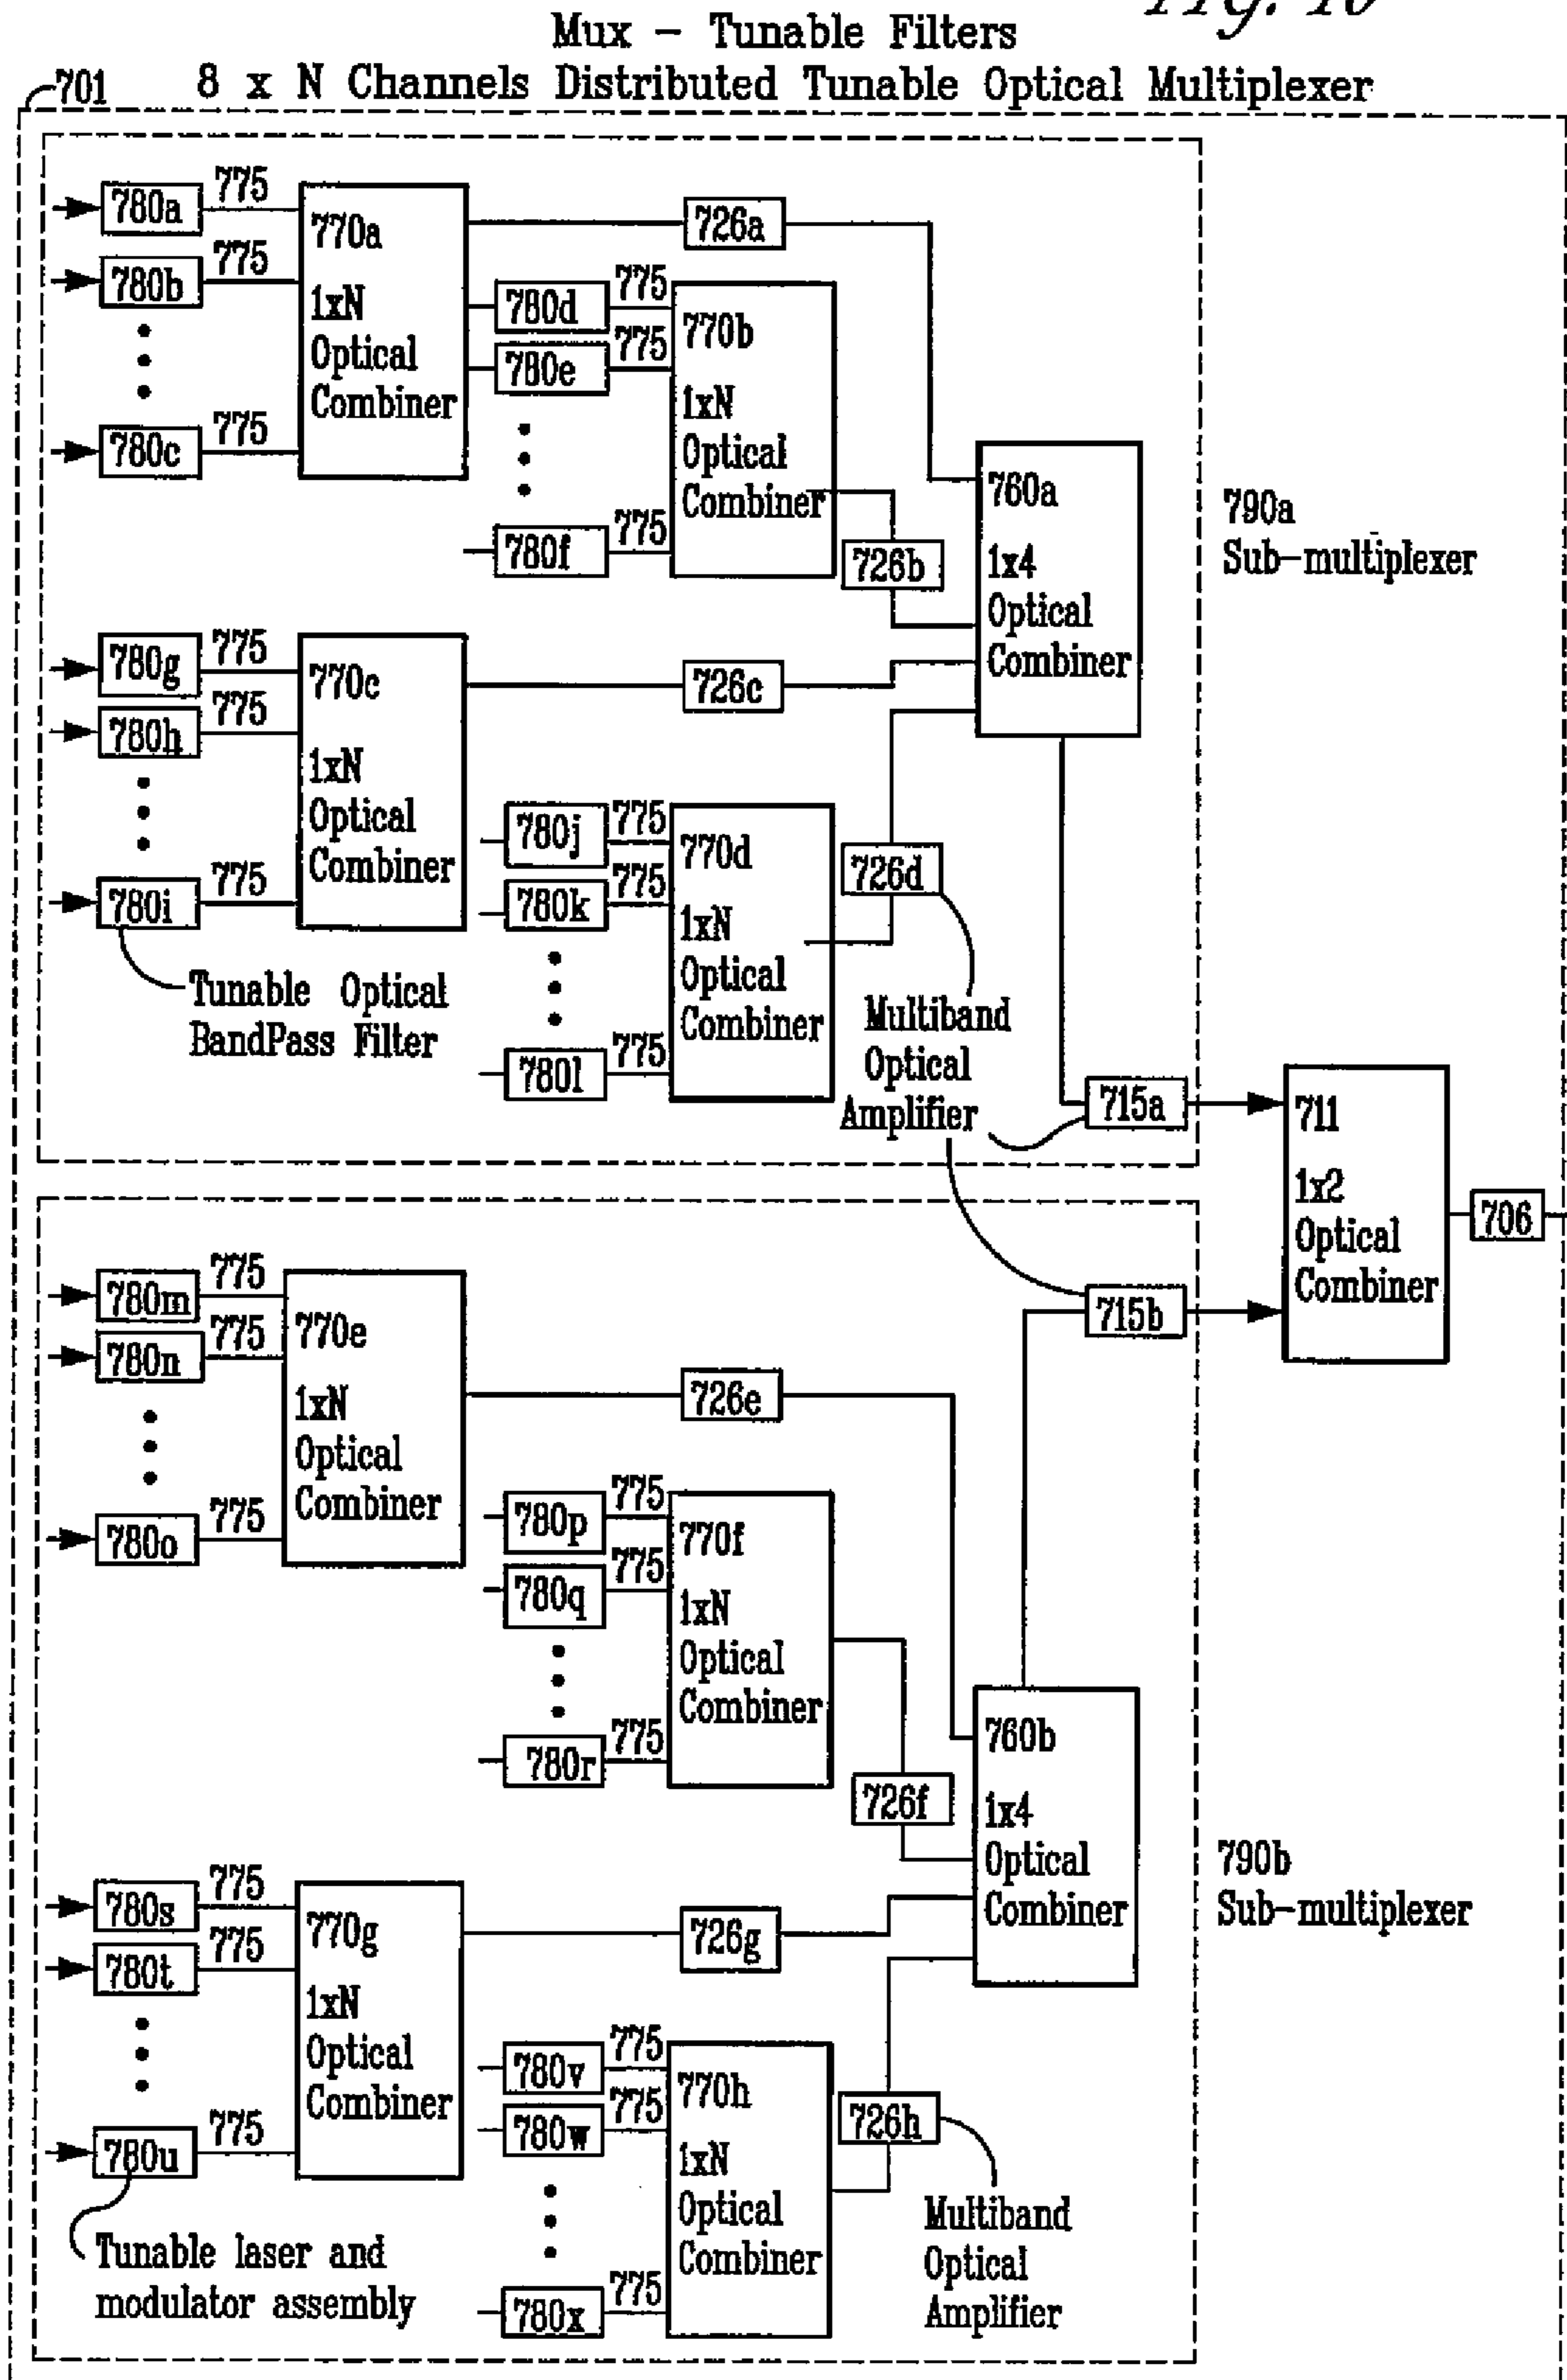 Fig. 10
Mux - Tunable Filters
8 x N Channels Distributed Tunable Optical Multiplexer
701
780a
775
780b
775
780c
775
770a
1xN
Optical
Combiner
726a
780d
775
780e
775
780f
775
770b
1xN
Optical
Combiner
726b
760a
1x4
Optical
Combiner
790a
Sub-multiplexer
780g
775
780h
775
780i
775
770c
1xN
Optical
Combiner
726c
Tunable Optical
BandPass Filter
780j
775
780k
775
780l
775
770d
1xN
Optical
Combiner
726d
Multiband
Optical
Amplifier
715a
711
1x2
Optical
Combiner
706
715b
780m
775
780n
775
780o
775
770e
1xN
Optical
Combiner
726e
780p
775
780q
775
780r
775
770f
1xN
Optical
Combiner
726f
760b
1x4
Optical
Combiner
790b
Sub-multiplexer
780s
775
780t
775
780u
775
770g
1xN
Optical
Combiner
726g
Tunable laser and
modulator assembly
780v
775
780w
775
780x
775
770h
1xN
Optical
Combiner
726h
Multiband
Optical
Amplifier